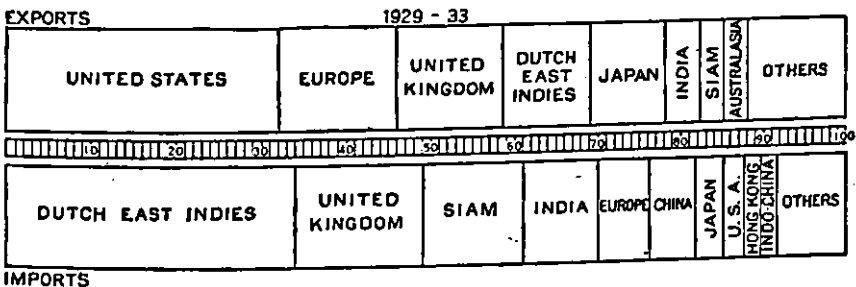 EXPORTS
1929 - 33
UNITED STATES
EUROPE
UNITED
KINGDOM
DUTCH
EAST
INDIES
JAPAN
INDIA
SIAM
AUSTRALASIA
OTHERS
10 20 30 40 50 60 70 80 90 100
DUTCH EAST INDIES
UNITED
KINGDOM
SIAM
INDIA
EUROPE
CHINA
JAPAN
U. S. A.
HONG KONG
INDO-CHINA
OTHERS
IMPORTS